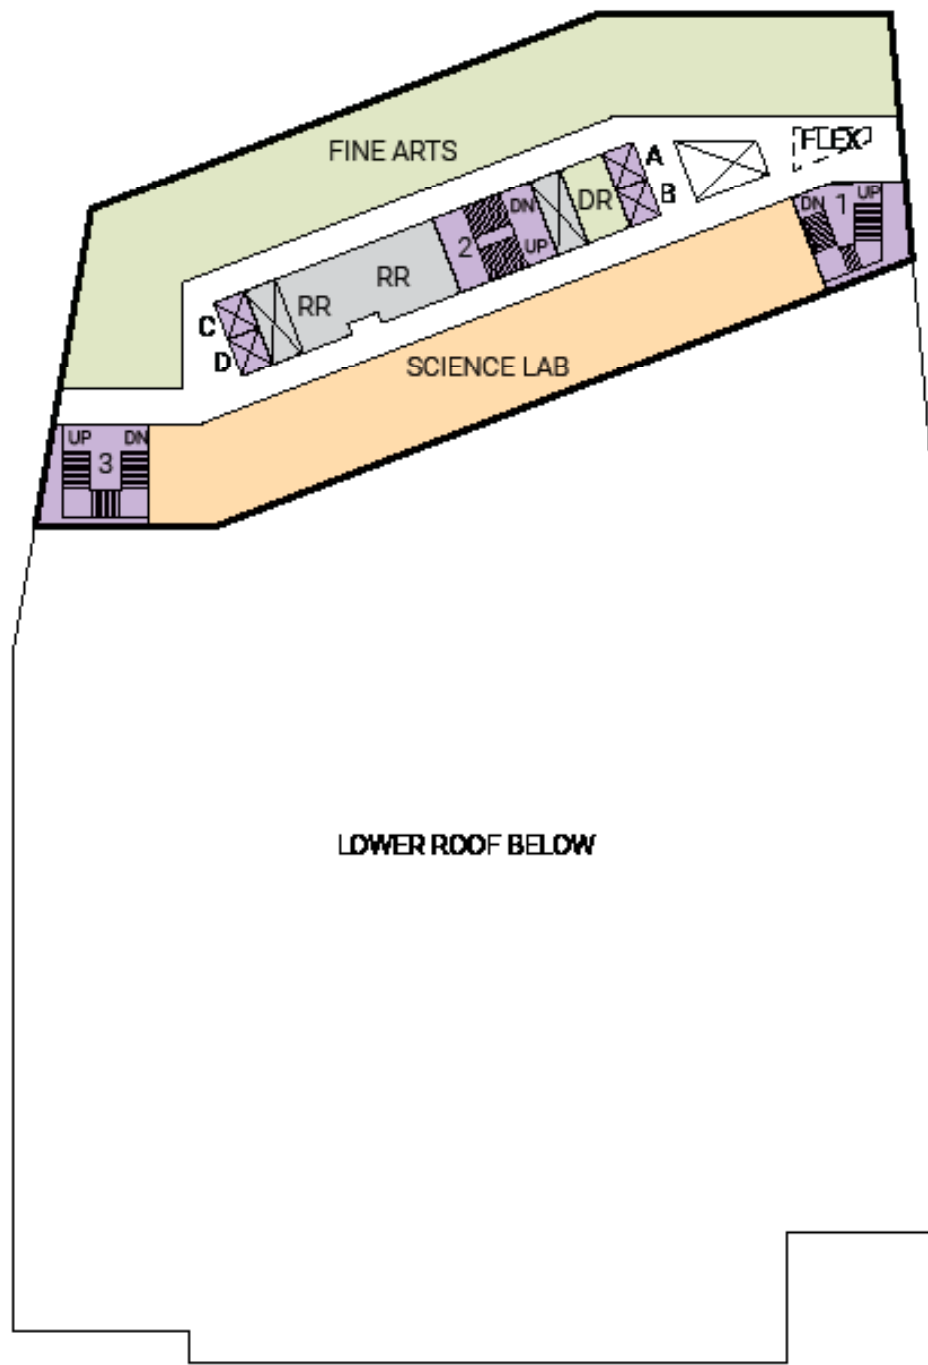 FINE ARTS
FLEX
A
B
DR
DN
UP
2
RR
RR
C
D
DN
1
UP
SCIENCE LAB
UP
DN
3
LOWER ROOF BELOW